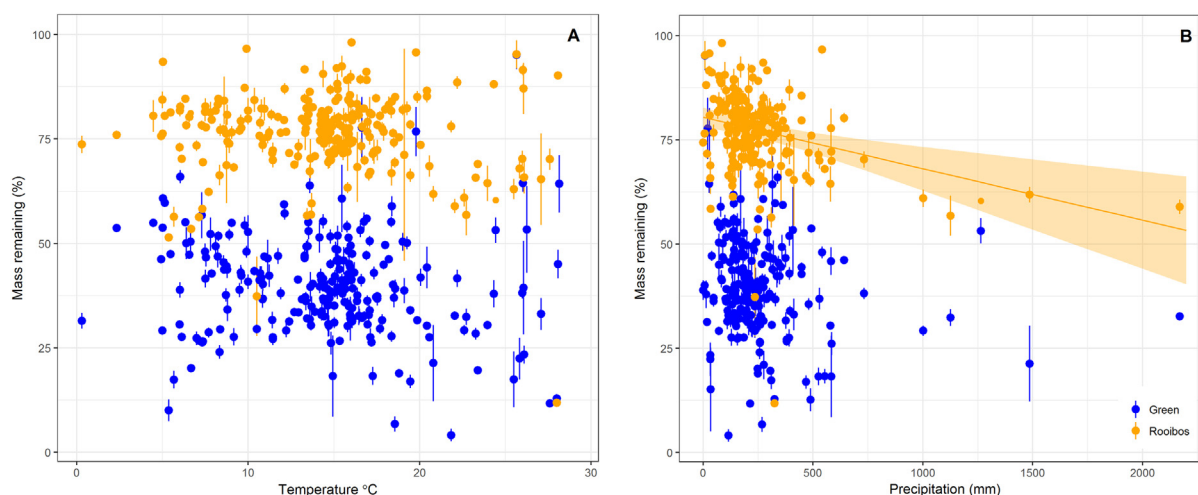 A
Mass remaining (%)
100
75
50
25
0
0 10 20 30
Temperature °C
B
Mass remaining (%)
100
75
50
25
0
0 500 1000 1500 2000
Precipitation (mm)
Green
Rooibos